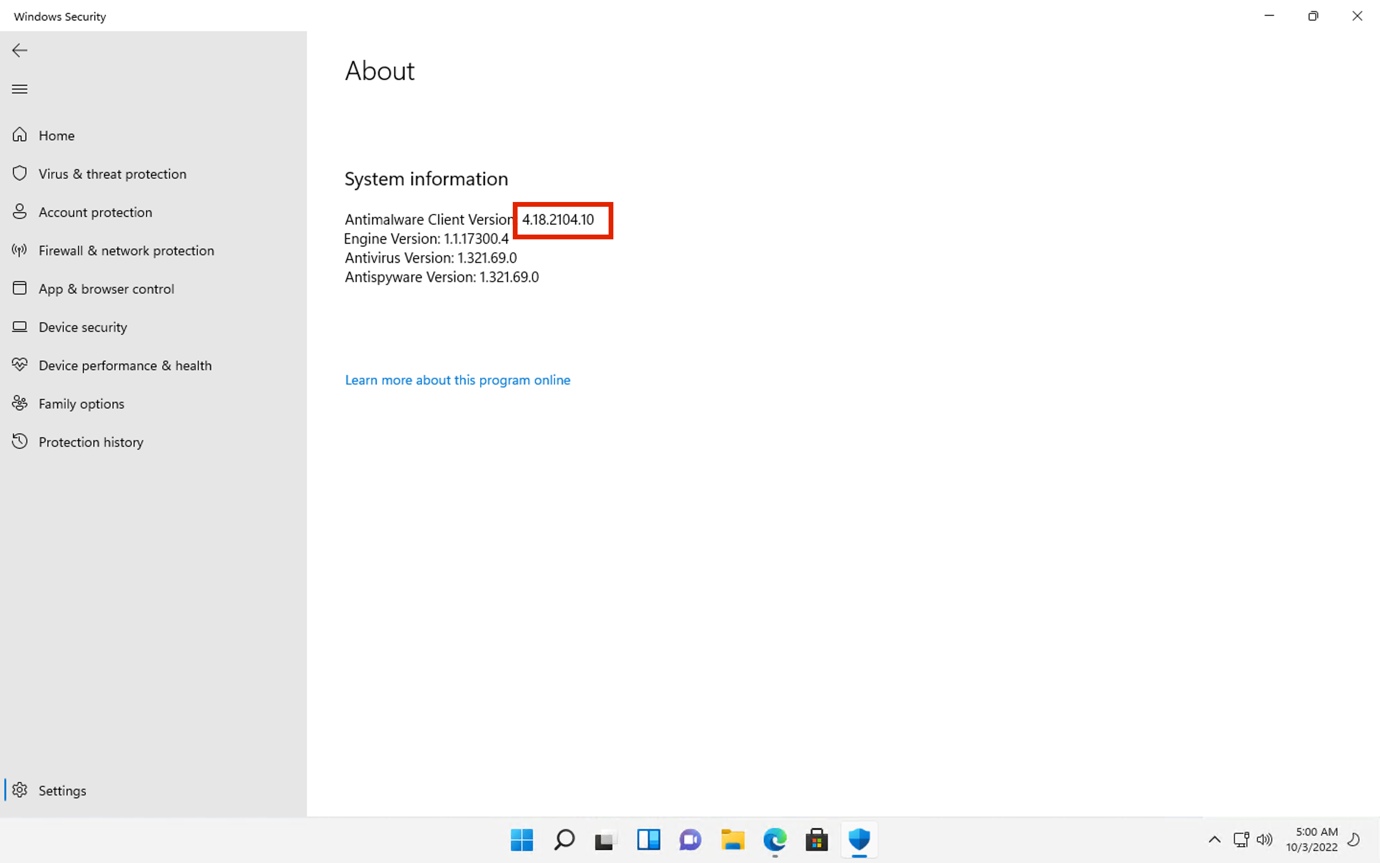 Windows Security
About
Home
Virus & threat protection
Account protection
Firewall & network protection
App & browser control
Device security
Device performance & health
Family options
Protection history
Settings
System information
Antimalware Client Version 4.18.2104.10
Engine Version: 1.1.17300.4
Antivirus Version: 1.321.69.0
Antispyware Version: 1.321.69.0
Learn more about this program online
5:00 AM
10/3/2022